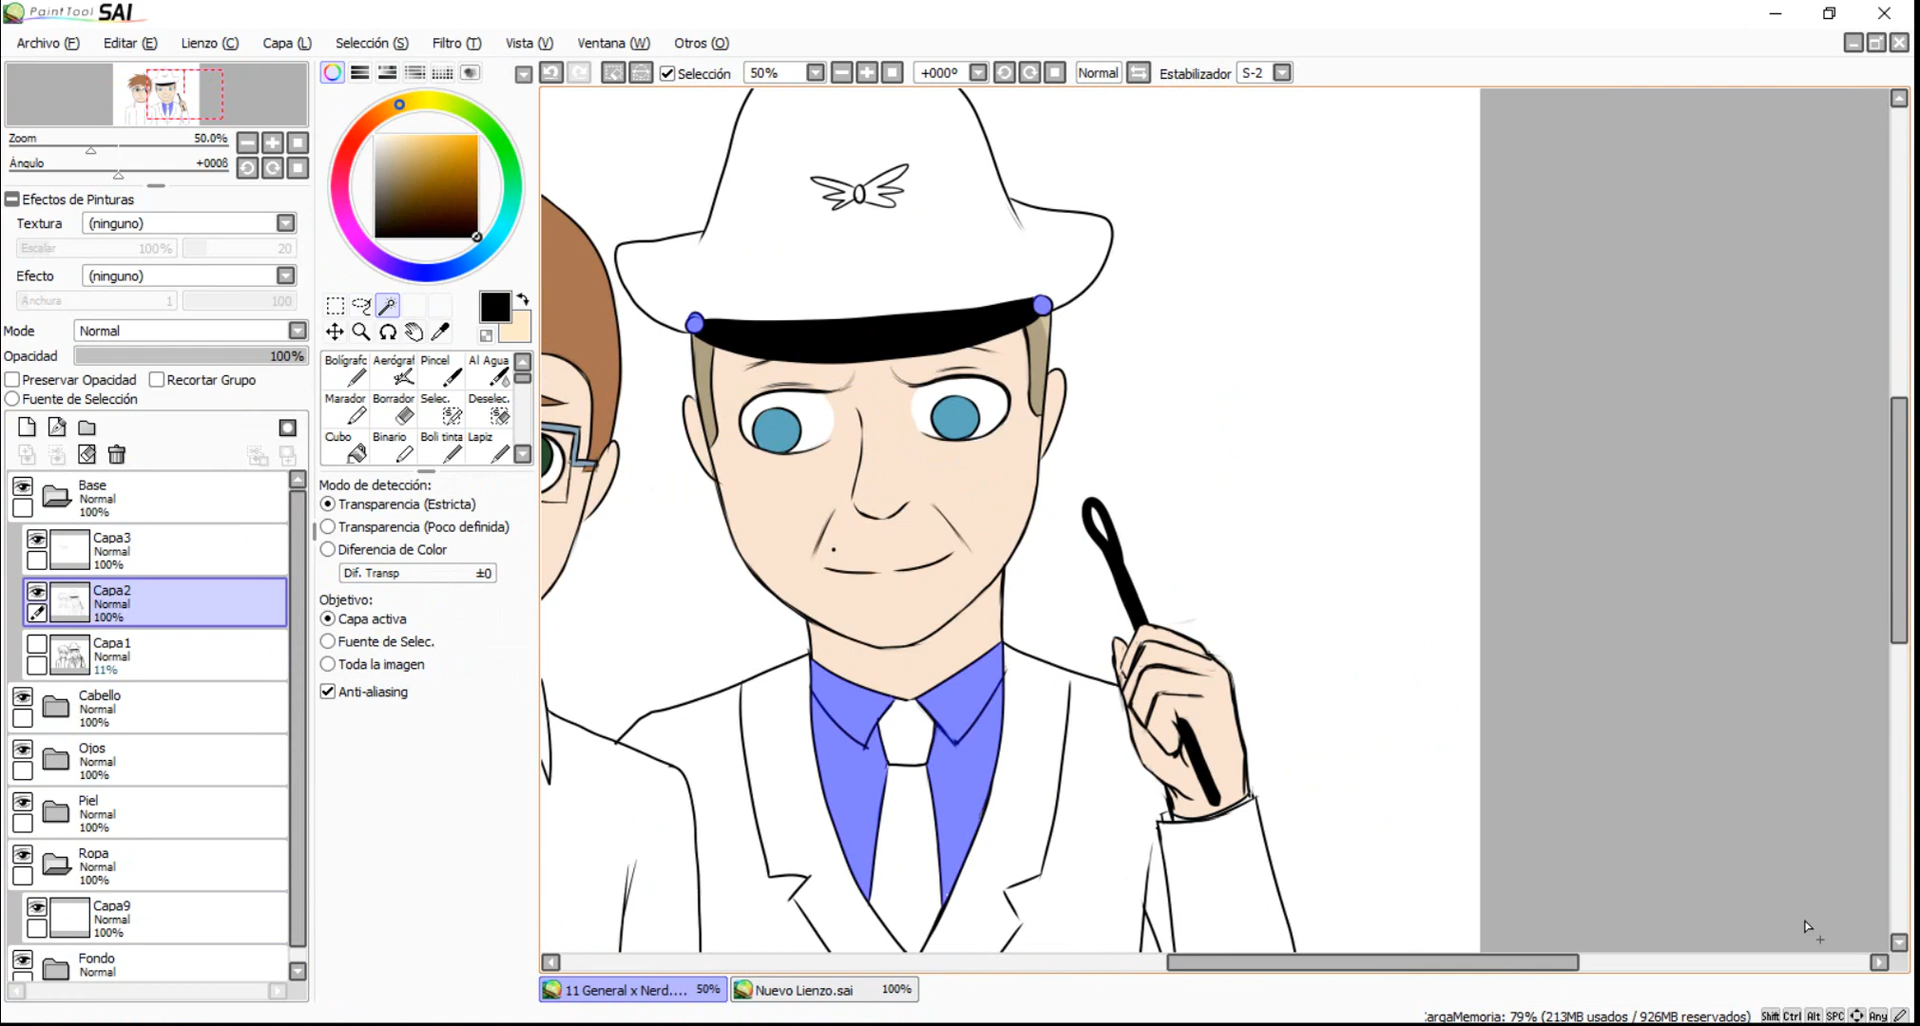 PaintTool SAI
Archivo (F) Editar (E) Lienzo (C) Capa (L) Selección (S) Filtro (T) Vista (V) Ventana (W) Otros (O)
Selección 50% +000º Normal Estabilizador S-2
Zoom 50.0%
Ángulo +000ß
Efectos de Pinturas
Textura (ninguno)
Escalar 100% 20
Efecto (ninguno)
Anchura 1 100
Modo Normal
Opacidad 100%
Preservar Opacidad Recortar Grupo
Fuente de Selección
Base
Normal
100%
Capa3
Normal
100%
Capa2
Normal
100%
Capa1
Normal
11%
Cabello
Normal
100%
Ojos
Normal
100%
Piel
Normal
100%
Ropa
Normal
100%
Capa9
Normal
100%
Fondo
Normal
Bolígrafc Aerógraf Pincel Al Agua
Marador Borrador Selec. Deselec.
Cubo Binario Boli tinta Lapiz
Modo de detección:
Transparencia (Estricta)
Transparencia (Poco definida)
Diferencia de Color
Dif. Transp ±0
Objetivo:
Capa activa
Fuente de Selec.
Toda la imagen
Anti-aliasing
11 General x Nerd.... 50% Nuevo Lienzo.sai 100%
argaMemoria: 79% (213MB usados / 926MB reservados) Shift Ctrl Alt SPC Any